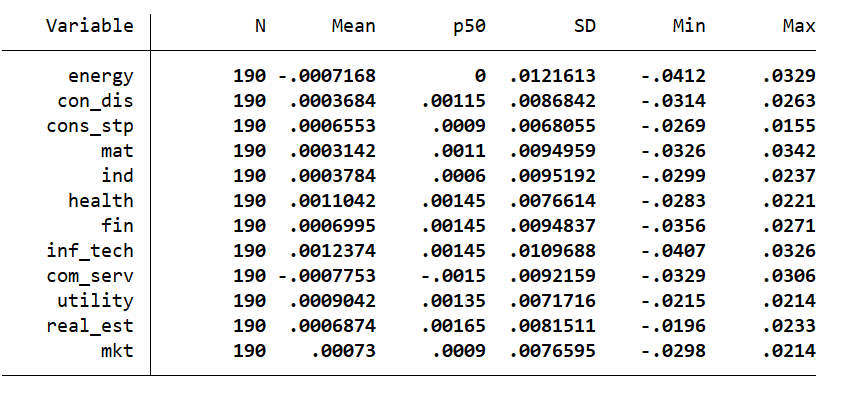 Variable N Mean p50 SD Min Max
energy 190 -.0007168 0 .0121613 -.0412 .0329
con_dis 190 .0003684 .00115 .0086842 -.0314 .0263
cons_stp 190 .0006553 .0009 .0068055 -.0269 .0155
mat 190 .0003142 .0011 .0094959 -.0326 .0342
ind 190 .0003784 .0006 .0095192 -.0299 .0237
health 190 .0011042 .00145 .0076614 -.0283 .0221
fin 190 .0006995 .00145 .0094837 -.0356 .0271
inf_tech 190 .0012374 .00145 .0109688 -.0407 .0326
com_serv 190 -.0007753 -.0015 .0092159 -.0329 .0306
utility 190 .0009042 .00135 .0071716 -.0215 .0214
real_est 190 .0006874 .00165 .0081511 -.0196 .0233
mkt 190 .00073 .0009 .0076595 -.0298 .0214